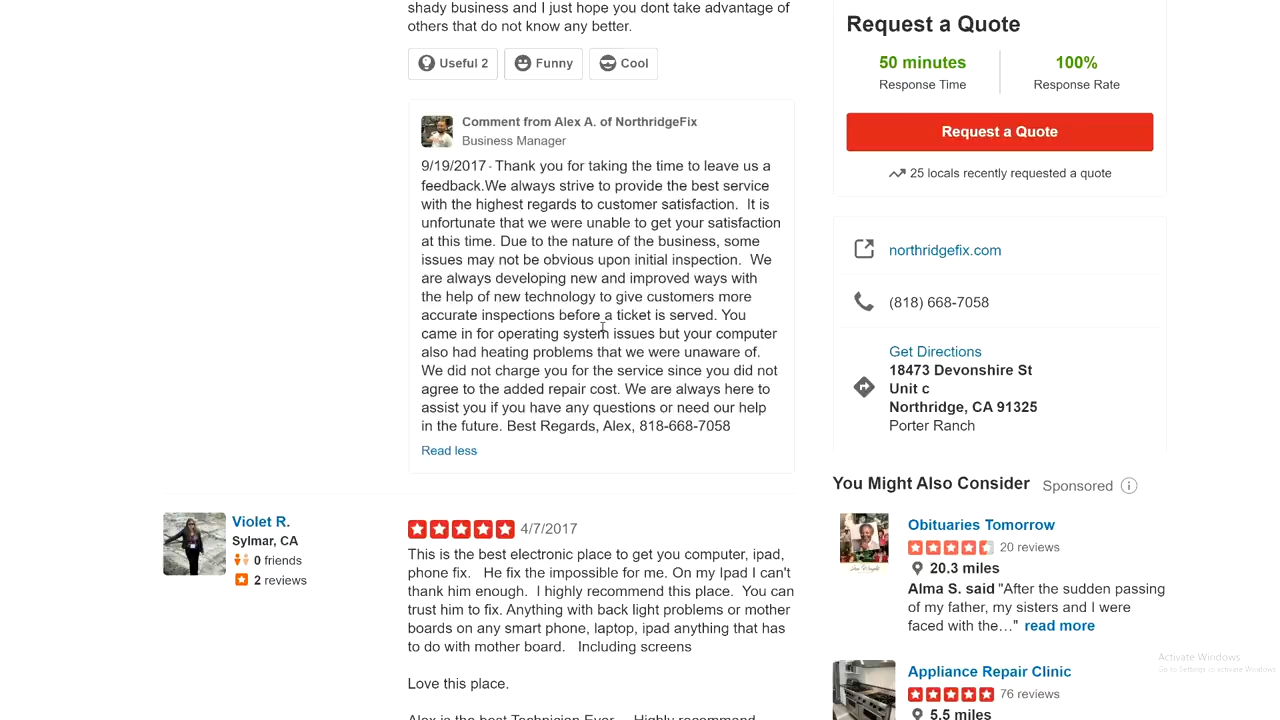 shady business and I just hope you dont take advantage of
others that do not know any better.
Useful 2
Funny
Cool
Comment from Alex A. of NorthridgeFix
Business Manager
9/19/2017 · Thank you for taking the time to leave us a
feedback.We always strive to provide the best service
with the highest regards to customer satisfaction.  It is
unfortunate that we were unable to get your satisfaction
at this time. Due to the nature of the business, some
issues may not be obvious upon initial inspection.  We
are always developing new and improved ways with
the help of new technology to give customers more
accurate inspections before a ticket is served. You
came in for operating system issues but your computer
also had heating problems that we were unaware of.
We did not charge you for the service since you did not
agree to the added repair cost. We are always here to
assist you if you have any questions or need our help
in the future. Best Regards, Alex, 818-668-7058
Read less
Violet R.
Sylmar, CA
0 friends
2 reviews
4/7/2017
This is the best electronic place to get you computer, ipad,
phone fix.   He fix the impossible for me. On my Ipad I can't
thank him enough.  I highly recommend this place.  You can
trust him to fix. Anything with back light problems or mother
boards on any smart phone, laptop, ipad anything that has
to do with mother board.   Including screens
Love this place.
Alex is the best Technician Ever.    Highly recommend
Request a Quote
50 minutes
Response Time
100%
Response Rate
Request a Quote
25 locals recently requested a quote
northridgefix.com
(818) 668-7058
Get Directions
18473 Devonshire St
Unit c
Northridge, CA 91325
Porter Ranch
You Might Also Consider
Sponsored
Obituaries Tomorrow
20 reviews
20.3 miles
Alma S. said "After the sudden passing
of my father, my sisters and I were
faced with the…" read more
Appliance Repair Clinic
76 reviews
5.5 miles
Activate Windows
Go to Settings to activate Windows.